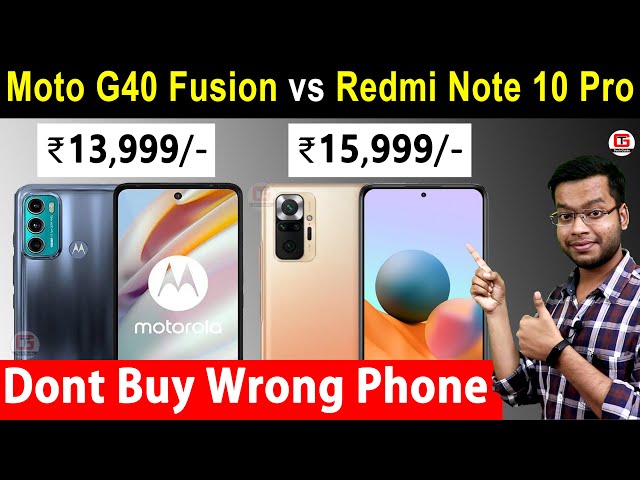 Moto G40 Fusion vs Redmi Note 10 Pro
₹13,999/- ₹15,999/-
motorola
Dont Buy Wrong Phone